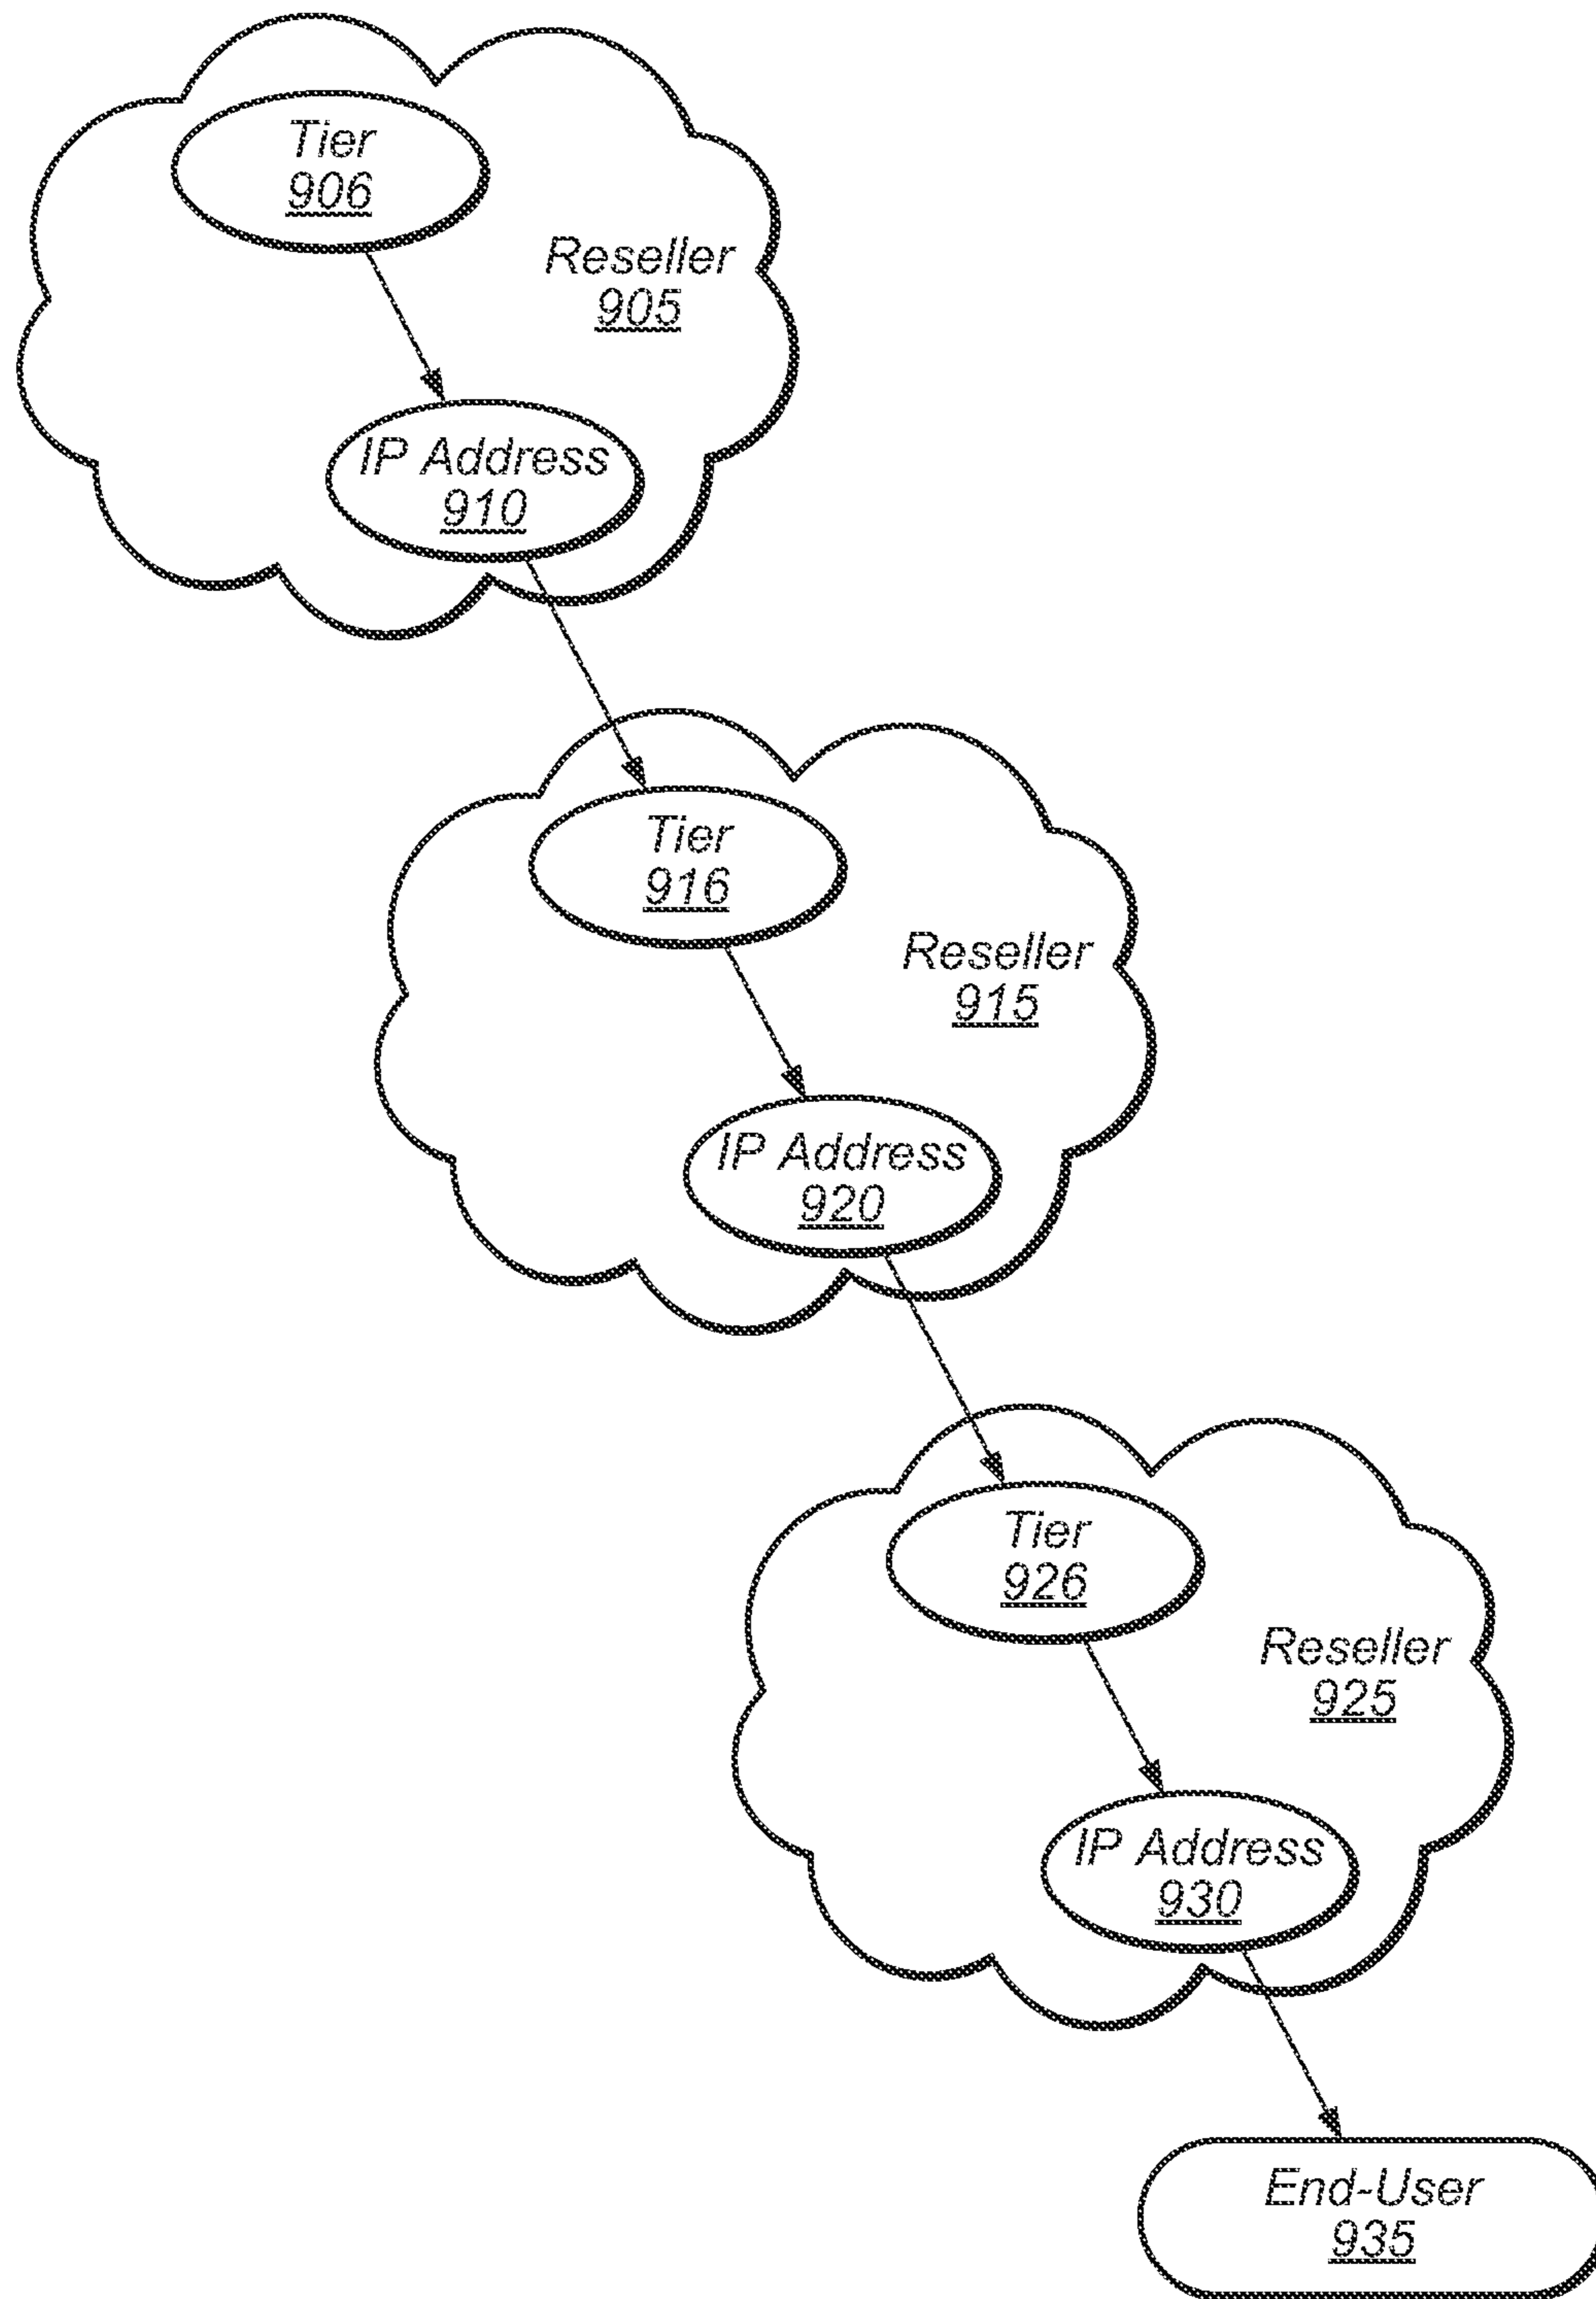 Tier
906
Reseller
905
IP Address
910
Tier
916
Reseller
915
IP Address
920
Tier
926
Reseller
925
IP Address
930
End-User
935